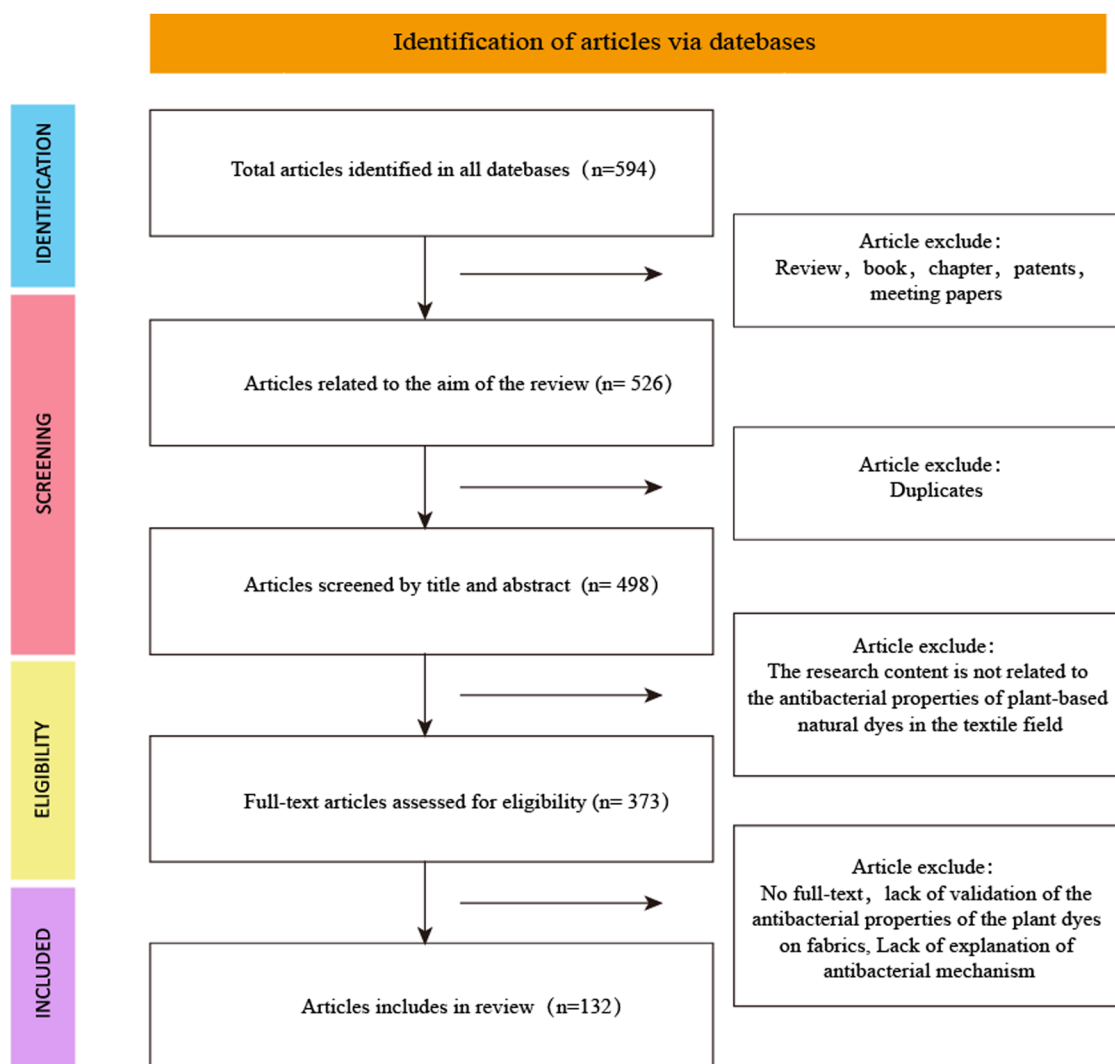 Identification of articles via datebases
IDENTIFICATION
Total articles identified in all datebases（n=594）
Article exclude：
Review，book，chapter，patents，
meeting papers
SCREENING
Articles related to the aim of the review (n= 526）
Article exclude：
Duplicates
Articles screened by title and abstract（n= 498）
Article exclude：
The research content is not related to
the antibacterial properties of plant-based
natural dyes in the textile field
ELIGIBILITY
Full-text articles assessed for eligibility (n= 373）
Article exclude：
No full-text，lack of validation of the
antibacterial properties of the plant dyes
on fabrics, Lack of explanation of
antibacterial mechanism
INCLUDED
Articles includes in review（n=132）